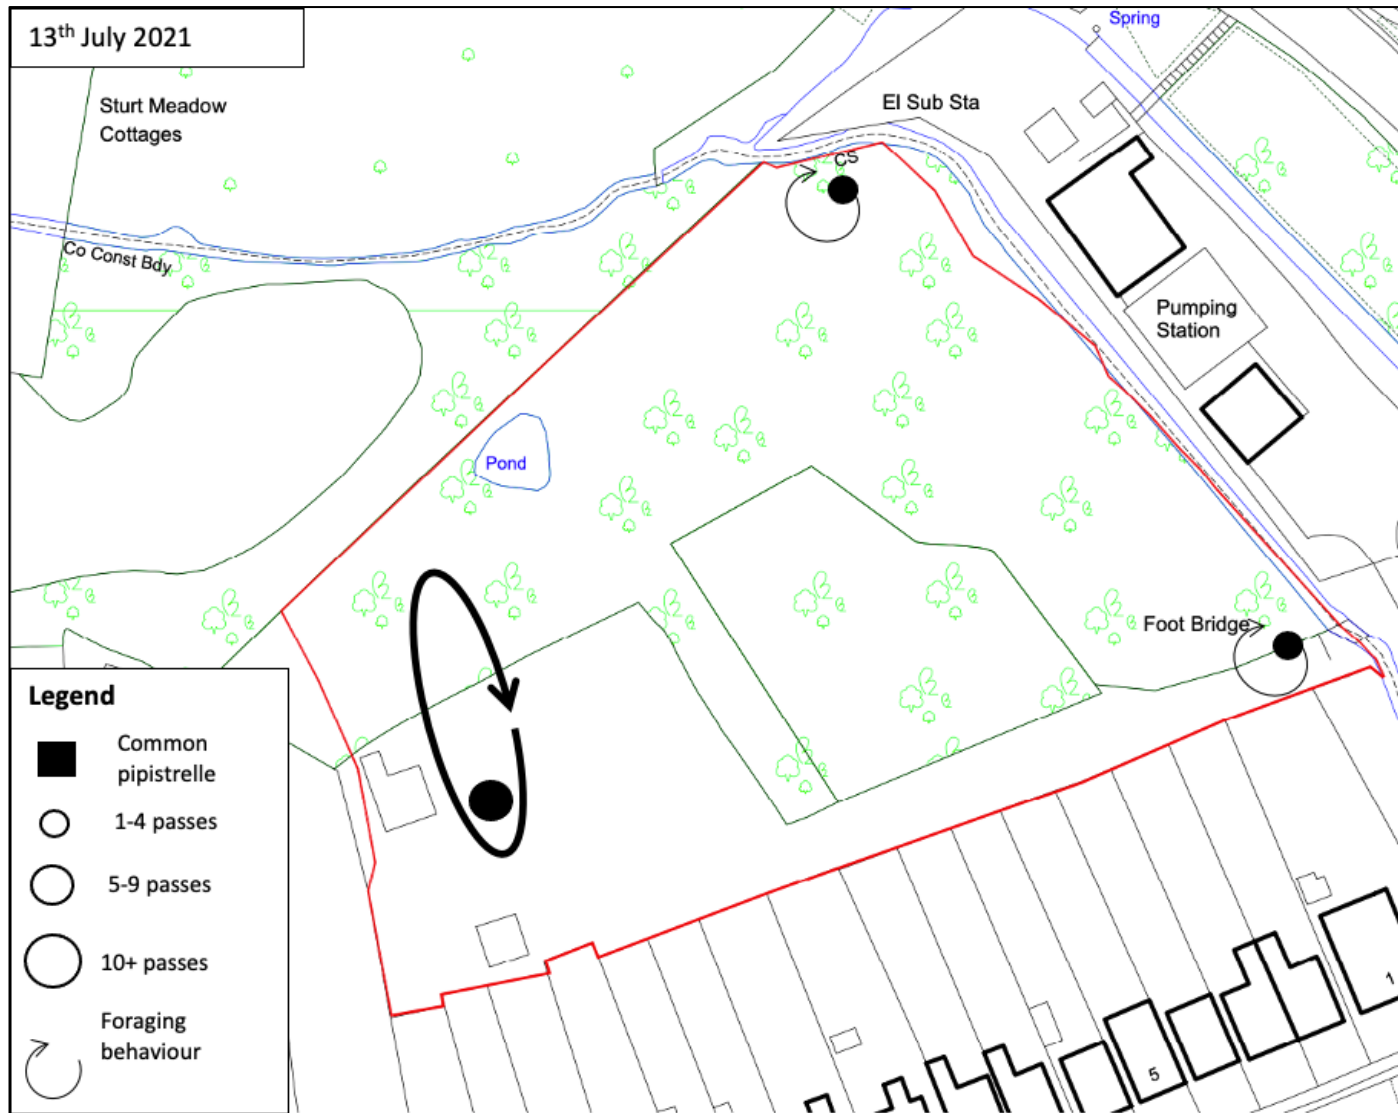 13th July 2021
Spring
Sturt Meadow
Cottages
El Sub Sta
CS
Co Const Bdy
Pumping
Station
Pond
Foot Bridge
Legend
Common
pipistrelle
1-4 passes
5-9 passes
10+ passes
Foraging
behaviour
1
5